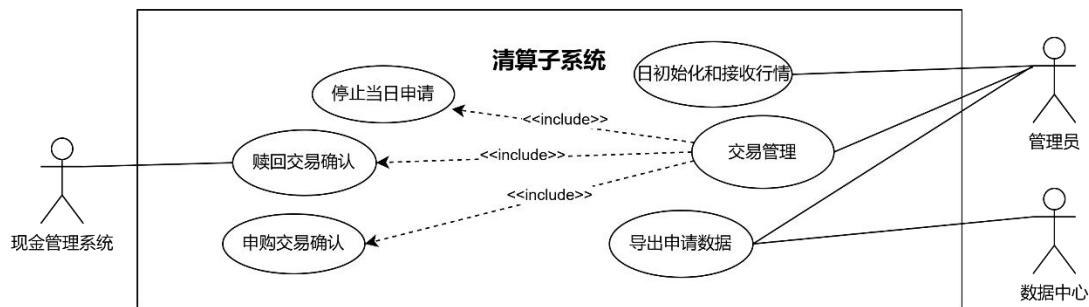 清算子系统
日初始化和接收行情
停止当日申请
<<include>>
管理员
赎回交易确认
<<include>>
交易管理
<<include>>
现金管理系统
申购交易确认
导出申请数据
数据中心